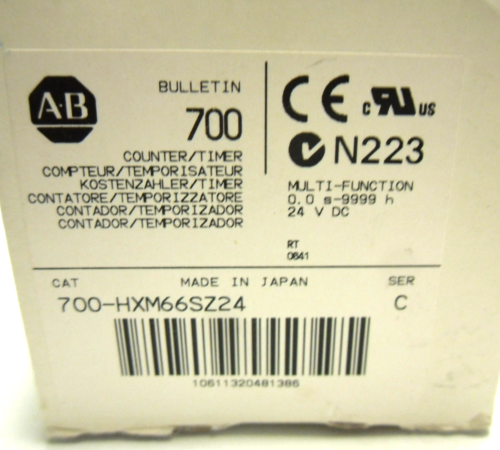 A-B
BULLETIN
700
COUNTER/TIMER
COMPTEUR/TEMPORISATEUR
KOSTENZAHLER/TIMER
CONTATORE/TEMPORIZZATORE
CONTADOR/TEMPORIZADOR
CONTADOR/TEMPORIZADOR
CE c RU US
N223
MULTI-FUNCTION
0.0 s-9999 h
24 V DC
RT
0641
CAT MADE IN JAPAN SER
700-HXM66SZ24 C
10611320481386